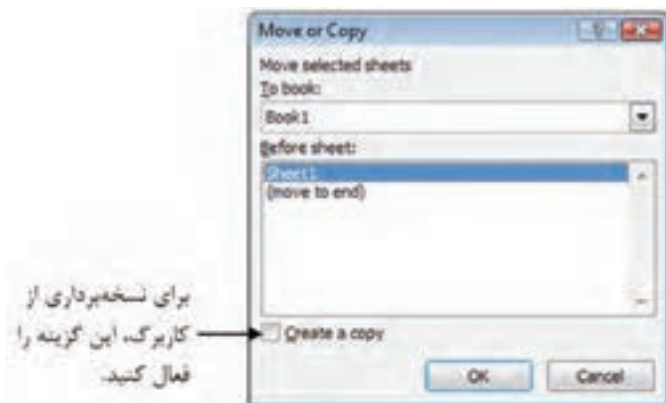 Move or Copy
Move selected sheets
To book:
Book1
Before sheet:
Sheet1
(move to end)
برای نسخه‌برداری از
کاربرگ، این گزینه را
فعال کنید.
Create a copy
OK
Cancel